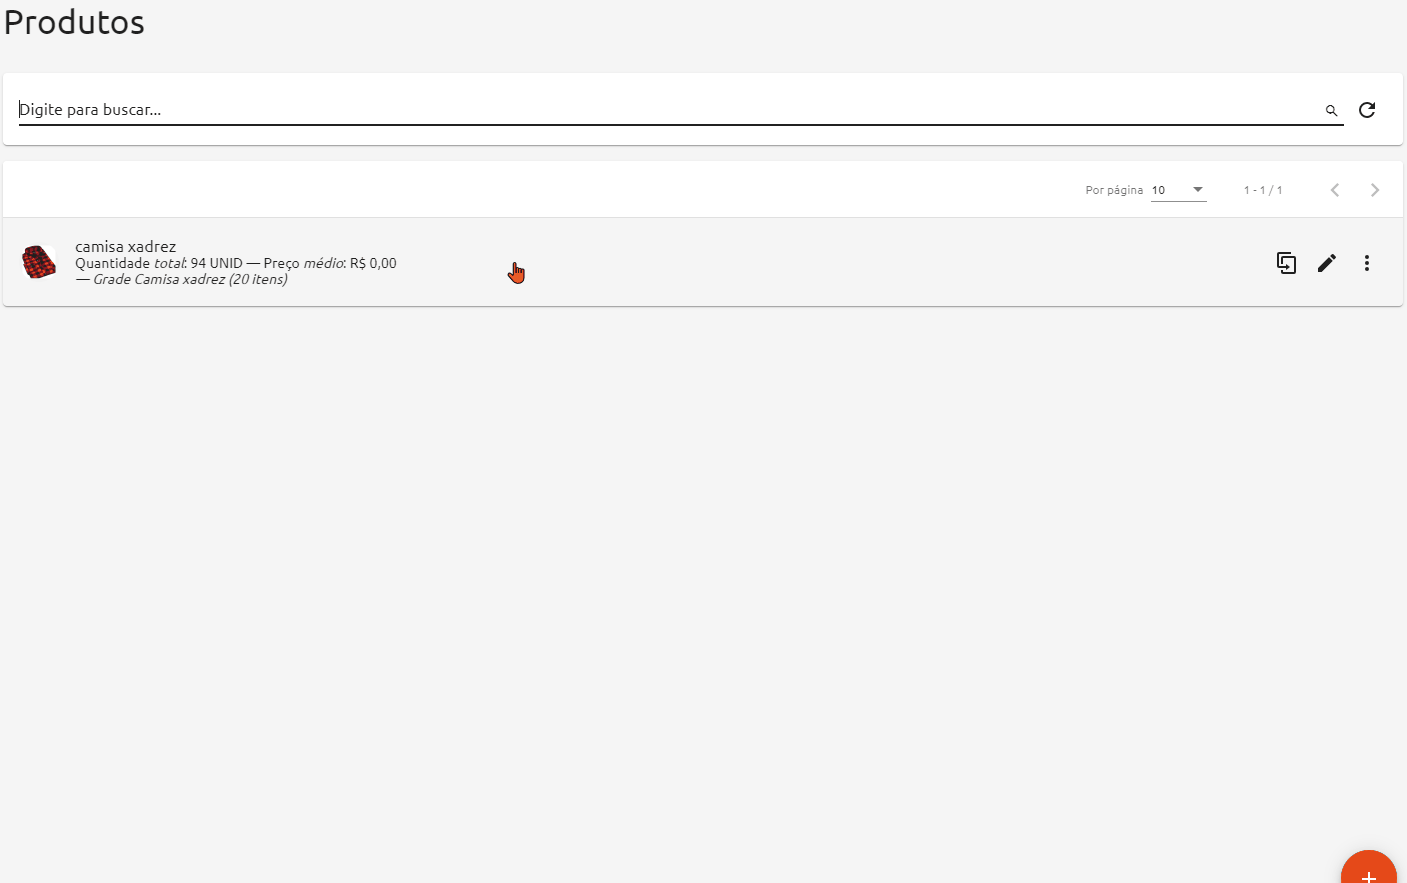 Produtos
Digite para buscar...
Por página 10 1 - 1 / 1
camisa xadrez
Quantidade total: 94 UNID — Preço médio: R$ 0,00
— Grade Camisa xadrez (20 itens)